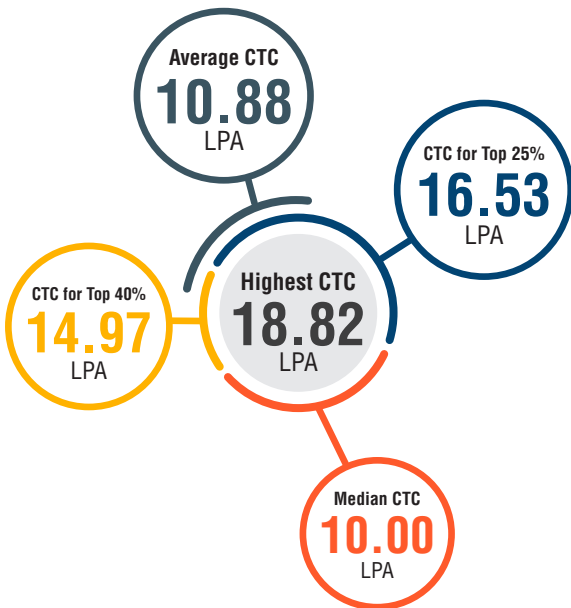 Average CTC
10.88
LPA
CTC for Top 25%
16.53
LPA
Highest CTC
18.82
LPA
CTC for Top 40%
14.97
LPA
Median CTC
10.00
LPA